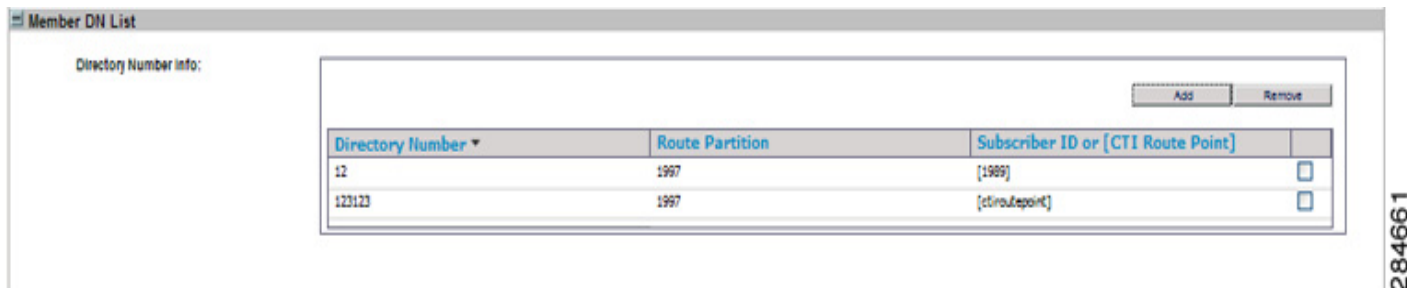 Member DN List
Directory Number Info:
Add Remove
Directory Number Route Partition Subscriber ID or [CTI Route Point]
12 1997 [1989]
123123 1997 [ctiroutepoint]
284661